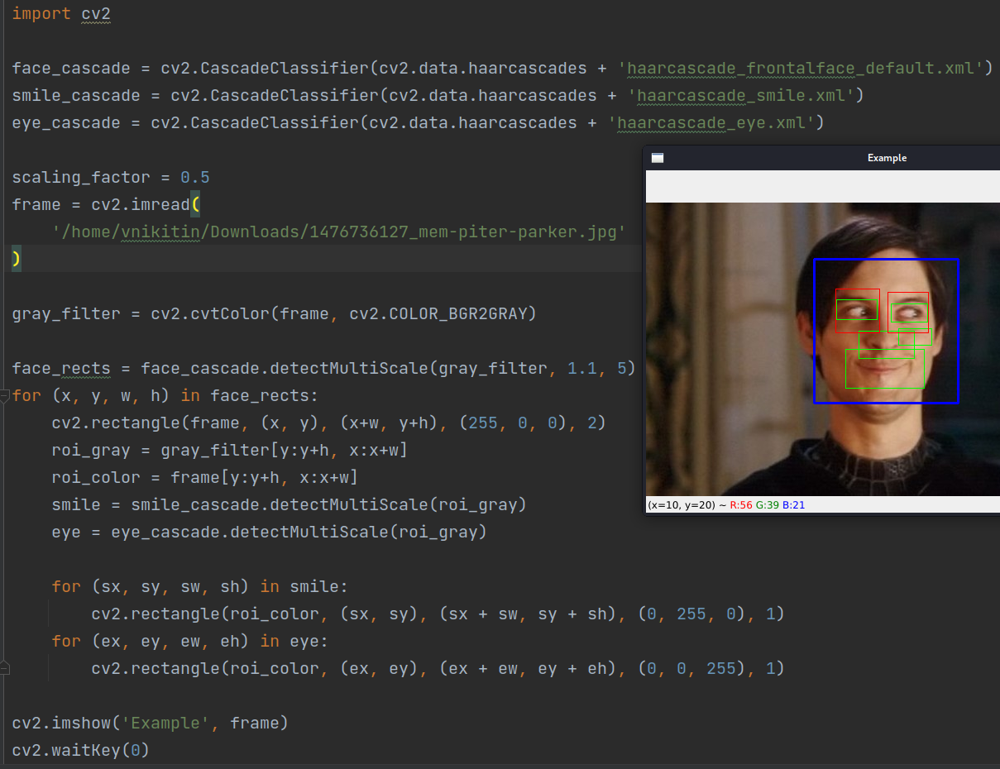 import cv2
face_cascade = cv2.CascadeClassifier(cv2.data.haarcascades + 'haarcascade_frontalface_default.xml')
smile_cascade = cv2.CascadeClassifier(cv2.data.haarcascades + 'haarcascade_smile.xml')
eye_cascade = cv2.CascadeClassifier(cv2.data.haarcascades + 'haarcascade_eye.xml')
scaling_factor = 0.5
frame = cv2.imread(
    '/home/vnikitin/Downloads/1476736127_mem-piter-parker.jpg'
)
gray_filter = cv2.cvtColor(frame, cv2.COLOR_BGR2GRAY)
face_rects = face_cascade.detectMultiScale(gray_filter, 1.1, 5)
for (x, y, w, h) in face_rects:
    cv2.rectangle(frame, (x, y), (x+w, y+h), (255, 0, 0), 2)
    roi_gray = gray_filter[y:y+h, x:x+w]
    roi_color = frame[y:y+h, x:x+w]
    smile = smile_cascade.detectMultiScale(roi_gray)
    eye = eye_cascade.detectMultiScale(roi_gray)
    for (sx, sy, sw, sh) in smile:
        cv2.rectangle(roi_color, (sx, sy), (sx + sw, sy + sh), (0, 255, 0), 1)
    for (ex, ey, ew, eh) in eye:
        cv2.rectangle(roi_color, (ex, ey), (ex + ew, ey + eh), (0, 0, 255), 1)
cv2.imshow('Example', frame)
cv2.waitKey(0)
Example
(x=10, y=20) ~ R:56 G:39 B:21